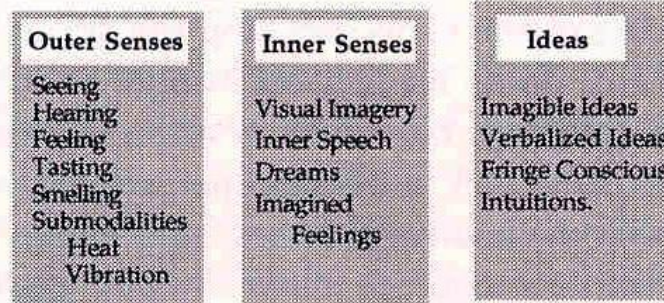 Outer Senses
Seeing
Hearing
Feeling
Tasting
Smelling
Submodalities
Heat
Vibration
Inner Senses
Visual Imagery
Inner Speech
Dreams
Imagined
Feelings
Ideas
Imagible Ideas
Verbalized Ideas
Fringe Conscious
Intuitions.